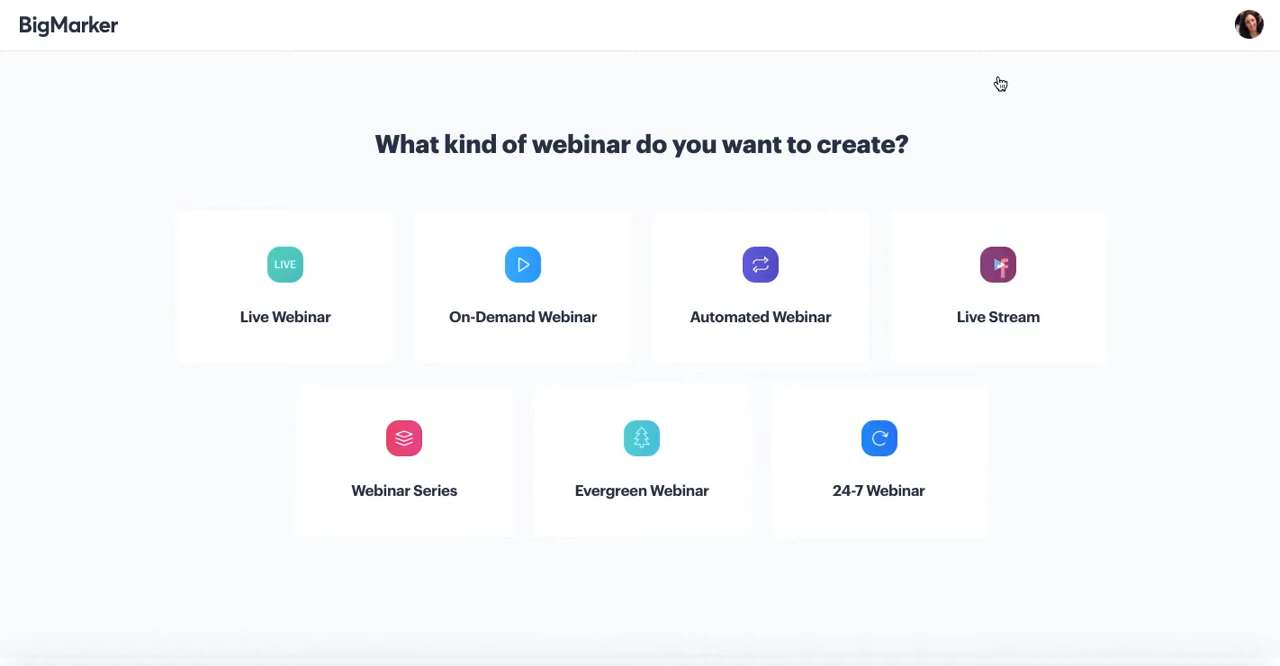 BigMarker
What kind of webinar do you want to create?
LIVE
Live Webinar
On-Demand Webinar
Automated Webinar
Live Stream
Webinar Series
Evergreen Webinar
24-7 Webinar